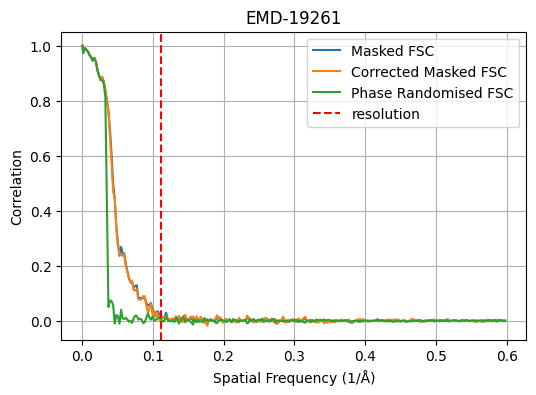 EMD-19261
Masked FSC
Corrected Masked FSC
Phase Randomised FSC
resolution
Correlation
1.0
0.8
0.6
0.4
0.2
0.0
0.0 0.1 0.2 0.3 0.4 0.5 0.6
Spatial Frequency (1/Å)